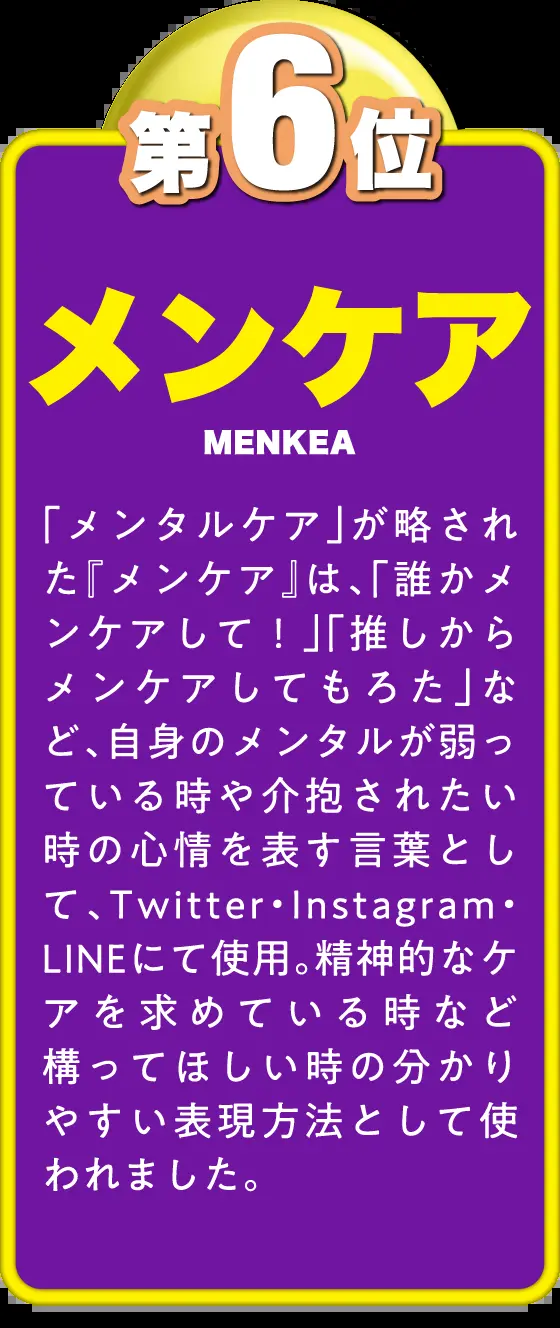 第6位
メンケア
MENKEA
「メンタルケア」が略され
た『メンケア』は、「誰かメ
ンケアして！」「推しから
メンケアしてもろた」な
ど、自身のメンタルが弱っ
ている時や介抱されたい
時の心情を表す言葉とし
て、Twitter・Instagram・
LINEにて使用。精神的なケ
アを求めている時など
構ってほしい時の分かり
やすい表現方法として使
われました。